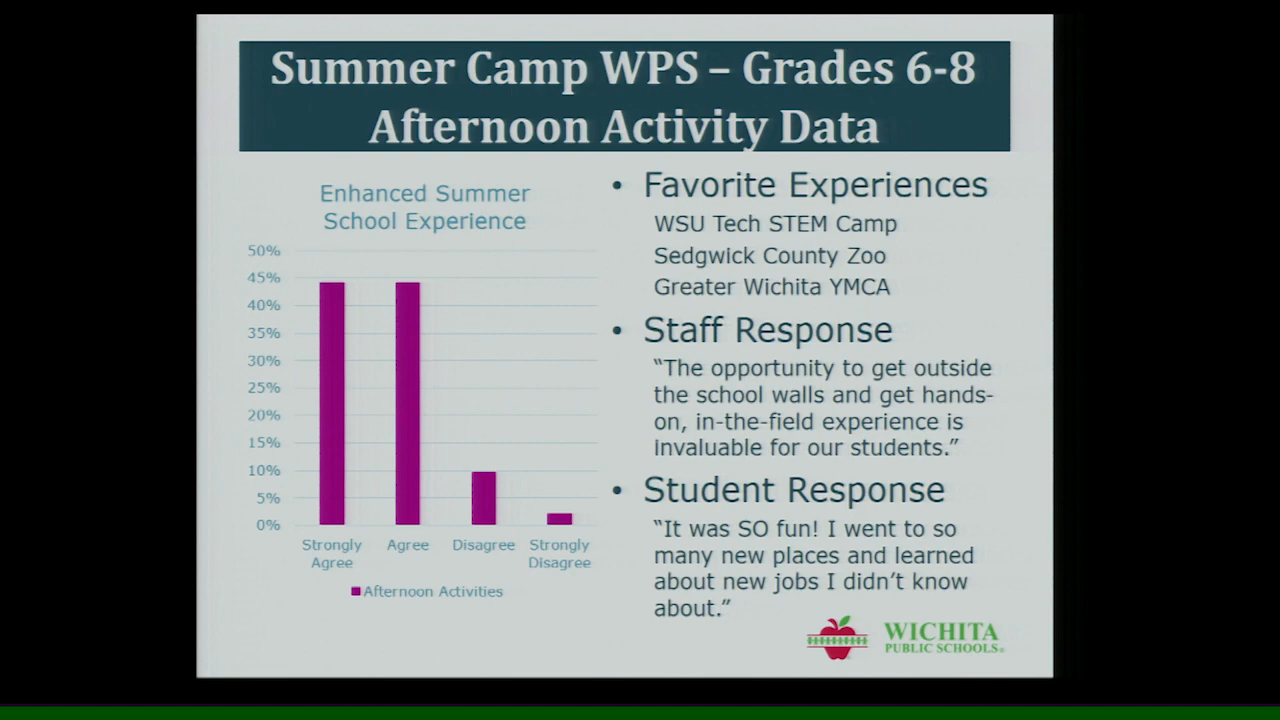 Summer Camp WPS – Grades 6-8
Afternoon Activity Data
Enhanced Summer
School Experience
50%
45%
40%
35%
30%
25%
20%
15%
10%
5%
0%
Strongly
Agree
Agree
Disagree
Strongly
Disagree
Afternoon Activities
• Favorite Experiences
WSU Tech STEM Camp
Sedgwick County Zoo
Greater Wichita YMCA
• Staff Response
“The opportunity to get outside
the school walls and get hands-
on, in-the-field experience is
invaluable for our students.”
• Student Response
“It was SO fun! I went to so
many new places and learned
about new jobs I didn’t know
about.”
WICHITA
PUBLIC SCHOOLS